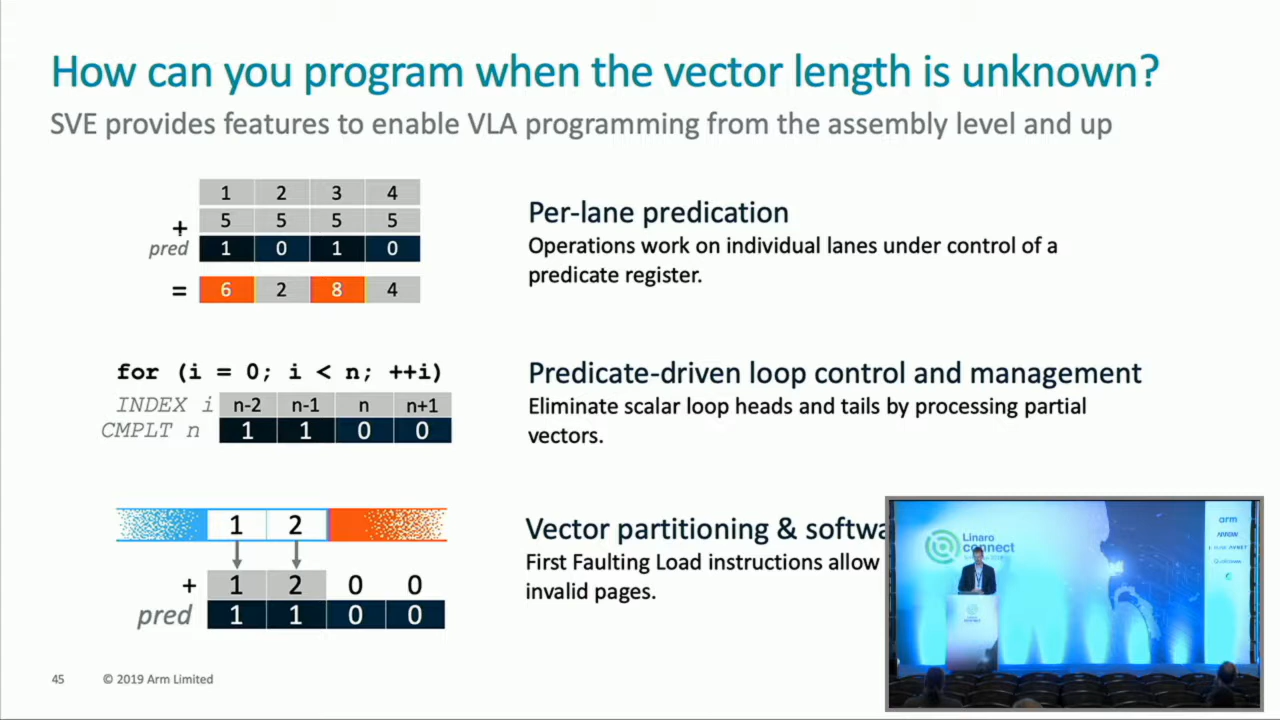 How can you program when the vector length is unknown?
SVE provides features to enable VLA programming from the assembly level and up
1 2 3 4
+ 5 5 5 5
pred 1 0 1 0
= 6 2 8 4
Per-lane predication
Operations work on individual lanes under control of a
predicate register.
for (i = 0; i < n; ++i)
INDEX i n-2 n-1 n n+1
CMPLT n 1 1 0 0
Predicate-driven loop control and management
Eliminate scalar loop heads and tails by processing partial
vectors.
1 2
+ 1 2 0 0
pred 1 1 0 0
Vector partitioning & softwa
First Faulting Load instructions allow
invalid pages.
Linaro
connect
arm
ARROW
Qualcomm
45 © 2019 Arm Limited